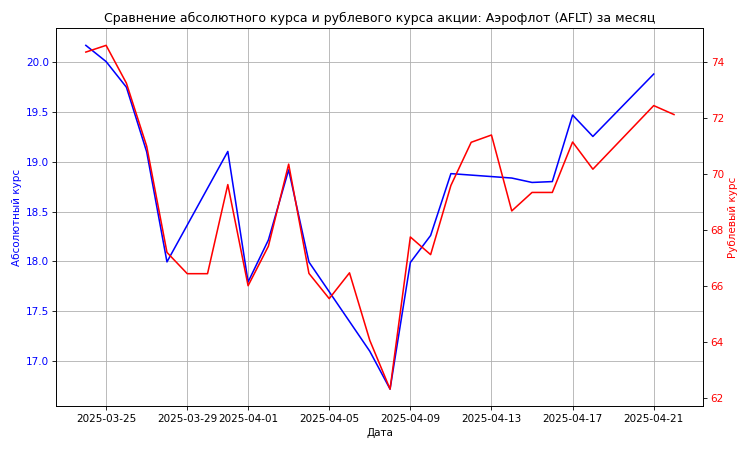 Сравнение абсолютного курса и рублевого курса акции: Аэрофлот (AFLT) за месяц
20.0
19.5
19.0
18.5
18.0
17.5
17.0
Абсолютный курс
74
72
70
68
66
64
62
Рублевый курс
2025-03-25 2025-03-29 2025-04-01 2025-04-05 2025-04-09 2025-04-13 2025-04-17 2025-04-21
Дата